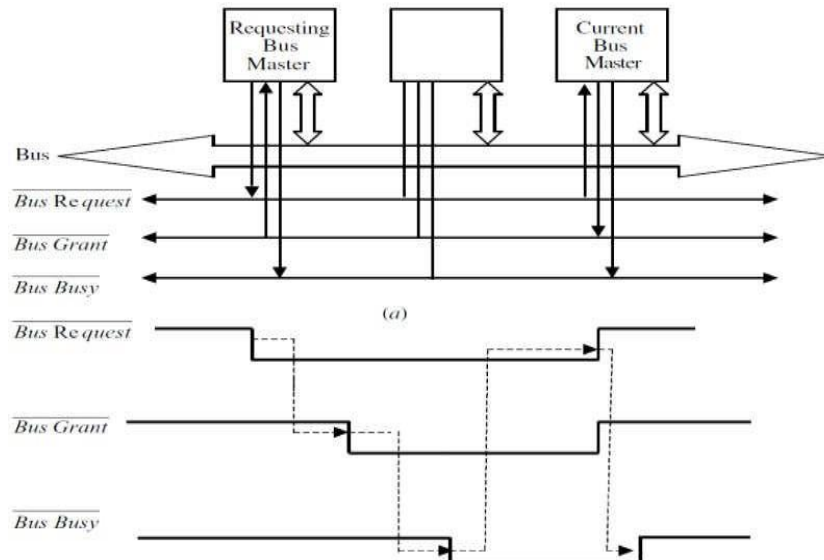 Requesting
Bus
Master
Current
Bus
Master
Bus
Bus Request
Bus Grant
Bus Busy
(a)
Bus Request
Bus Grant
Bus Busy